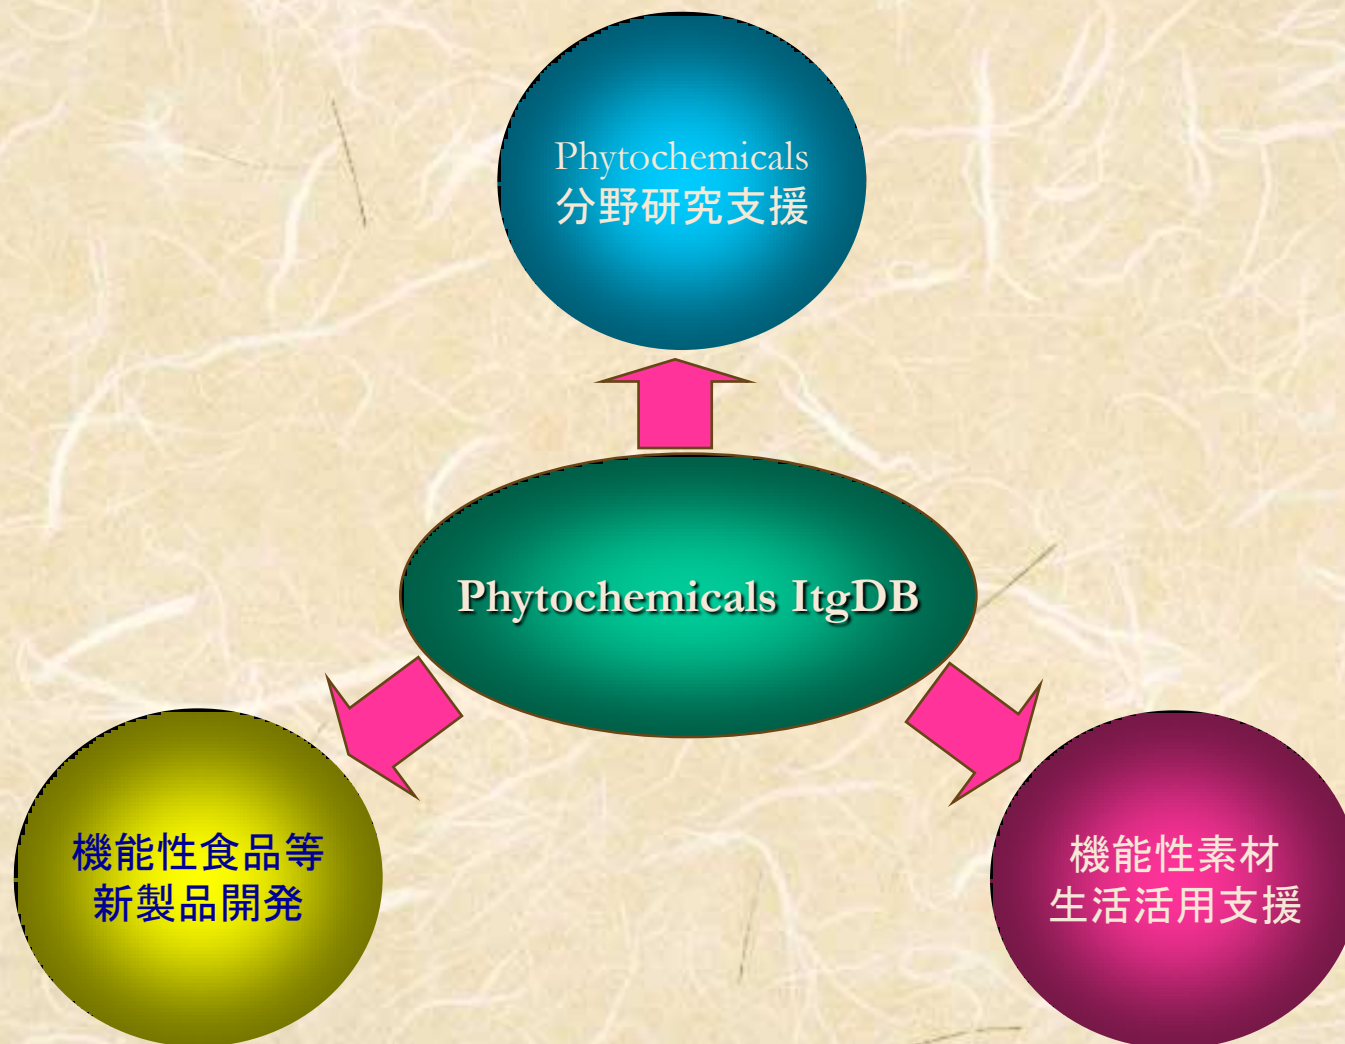 Phytochemicals
分野研究支援
Phytochemicals ItgDB
機能性食品等
新製品開発
機能性素材
生活活用支援